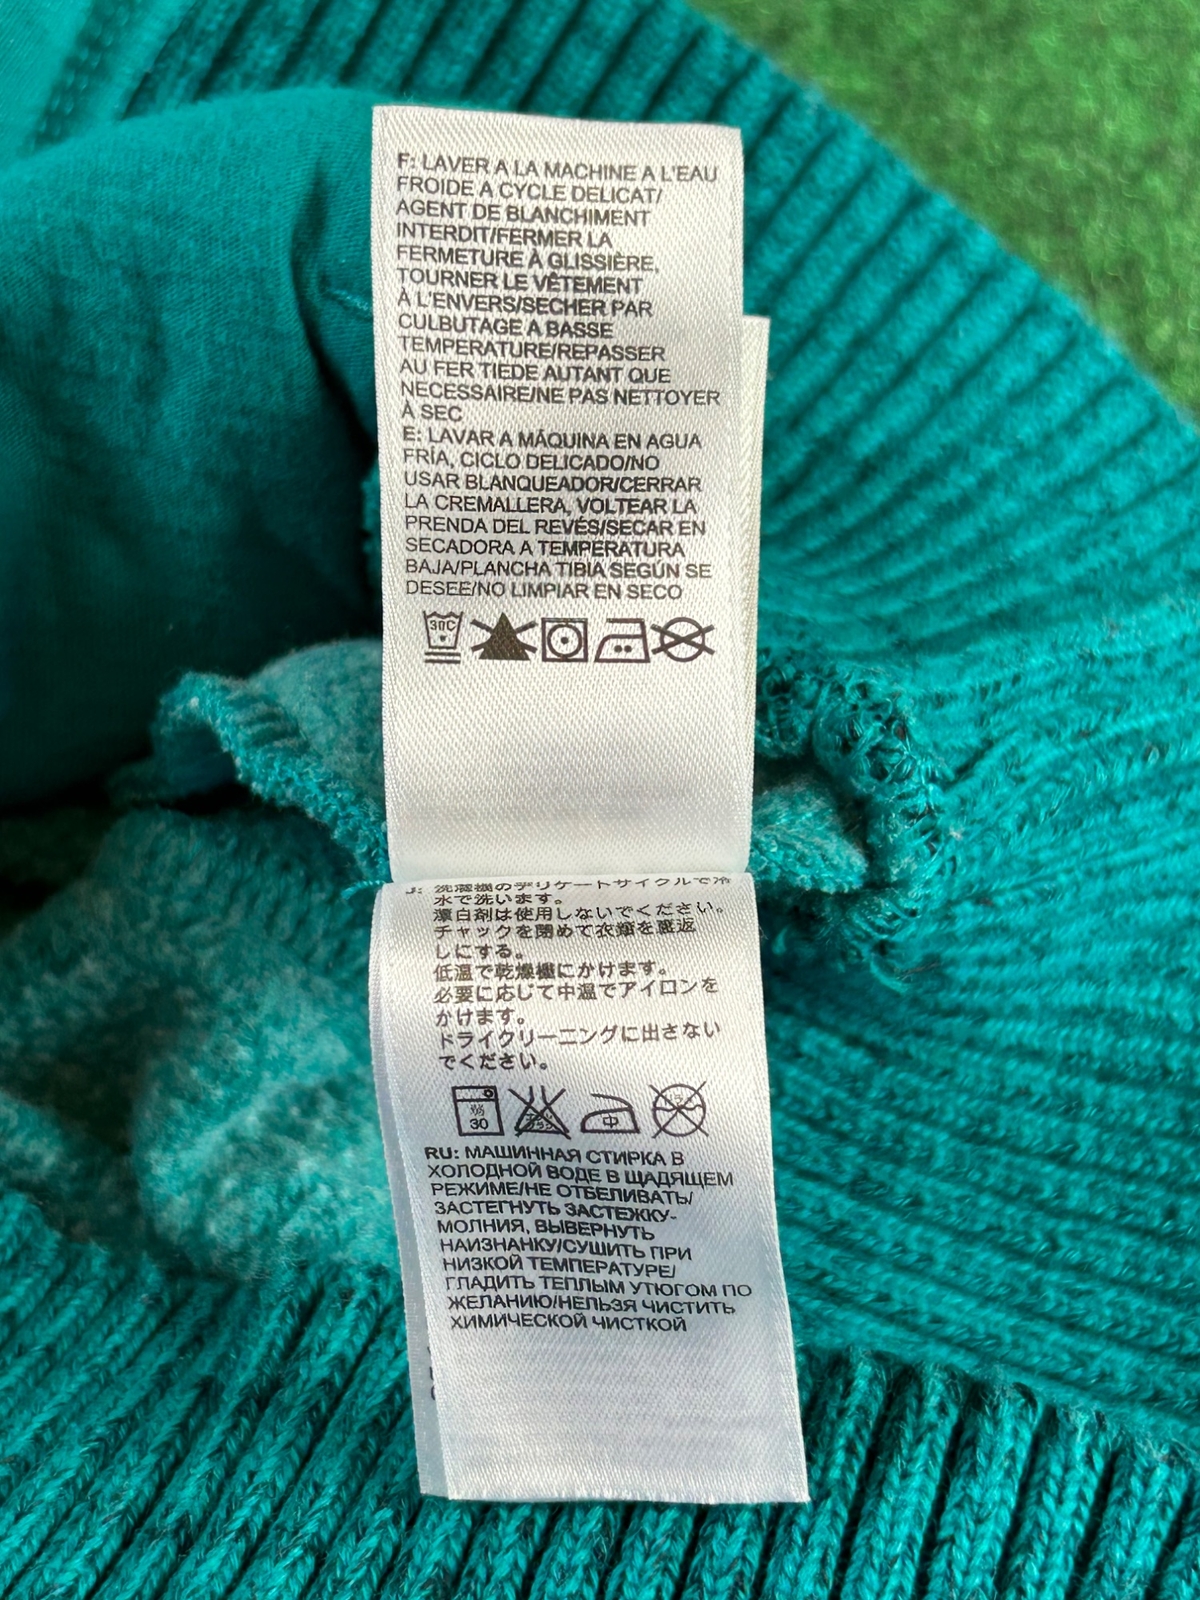 F: LAVER A LA MACHINE A L'EAU
FROIDE A CYCLE DELICAT/
AGENT DE BLANCHIMENT
INTERDIT/FERMER LA
FERMETURE À GLISSIÈRE,
TOURNER LE VÊTEMENT
À L'ENVERS/SECHER PAR
CULBUTAGE A BASSE
TEMPERATURE/REPASSER
AU FER TIEDE AUTANT QUE
NECESSAIRE/NE PAS NETTOYER
À SEC
E: LAVAR A MÁQUINA EN AGUA
FRÍA, CICLO DELICADO/NO
USAR BLANQUEADOR/CERRAR
LA CREMALLERA, VOLTEAR LA
PRENDA DEL REVÉS/SECAR EN
SECADORA A TEMPERATURA
BAJA/PLANCHA TIBIA SEGÚN SE
DESEE/NO LIMPIAR EN SECO
30C
J: 洗濯機のデリケートサイクルで冷
水で洗います。
漂白剤は使用しないでください。
チャックを閉めて衣類を裏返
しにする。
低温で乾燥機にかけます。
必要に応じて中温でアイロンを
かけます。
ドライクリーニングに出さない
でください。
弱
30
中
RU: МАШИННАЯ СТИРКА В
ХОЛОДНОЙ ВОДЕ В ЩАДЯЩЕМ
РЕЖИМЕ/НЕ ОТБЕЛИВАТЬ/
ЗАСТЕГНУТЬ ЗАСТЕЖКУ-
МОЛНИЯ, ВЫВЕРНУТЬ
НАИЗНАНКУ/СУШИТЬ ПРИ
НИЗКОЙ ТЕМПЕРАТУРЕ/
ГЛАДИТЬ ТЕПЛЫМ УТЮГОМ ПО
ЖЕЛАНИЮ/НЕЛЬЗЯ ЧИСТИТЬ
ХИМИЧЕСКОЙ ЧИСТКОЙ